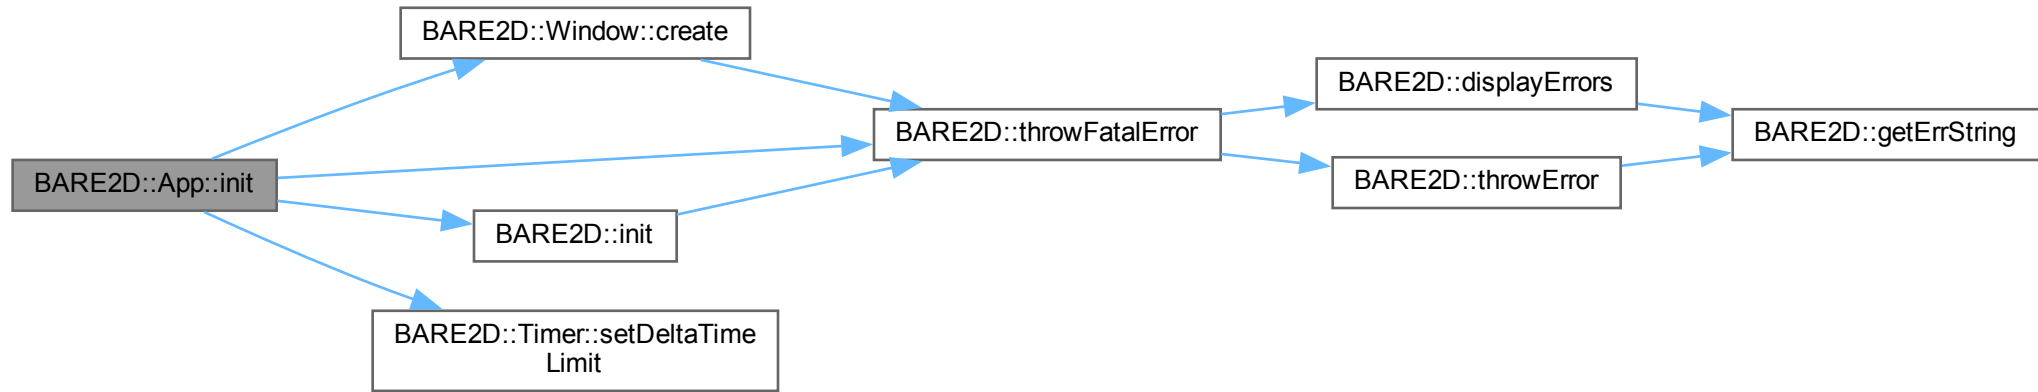 BARE2D::Window::create
BARE2D::displayErrors
BARE2D::throwFatalError
BARE2D::getErrString
BARE2D::App::init
BARE2D::throwError
BARE2D::init
BARE2D::Timer::setDeltaTime
Limit